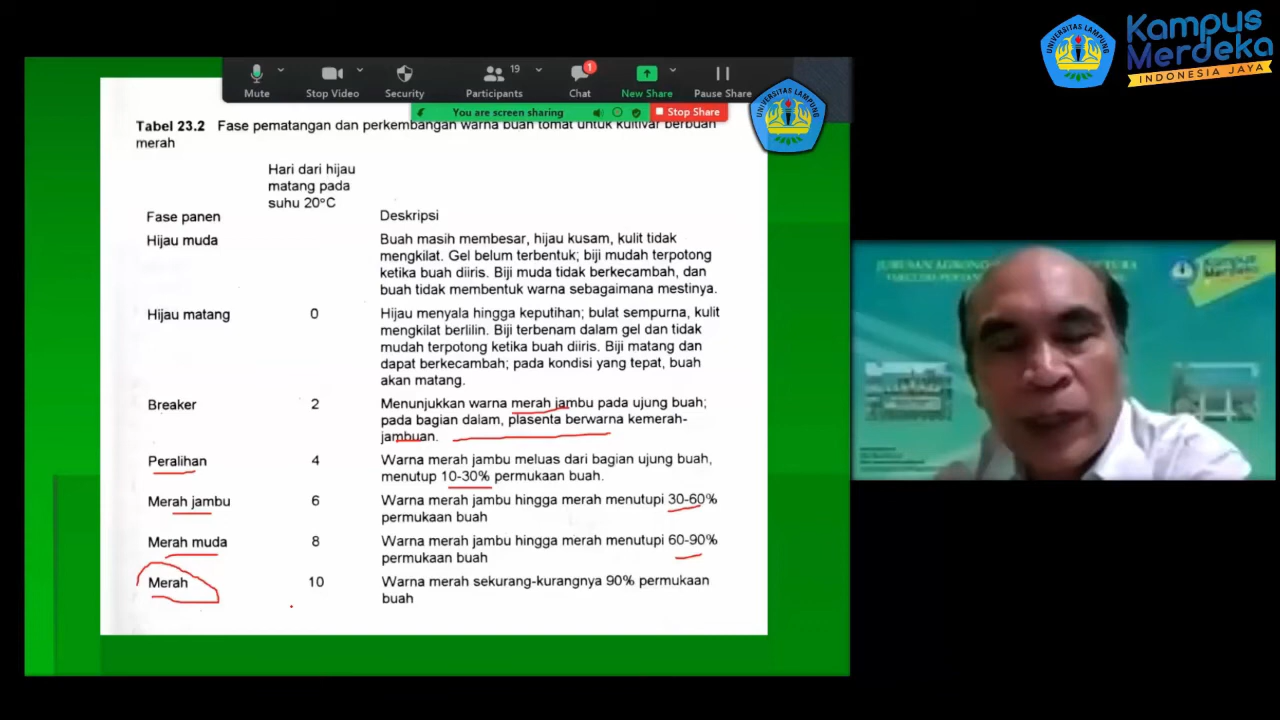 UNIVERSITAS LAMPUNG
Kampus
Merdeka
INDONESIA JAYA
Mute
Stop Video
Security
Participants
19
Chat
1
New Share
Pause Share
You are screen sharing
Stop Share
UNIVERSITAS LAMPUNG
Tabel 23.2 Fase pematangan dan perkembangan warna buah tomat untuk kultivar berbuah
merah
Hari dari hijau
matang pada
suhu 20°C
Fase panen
Deskripsi
Hijau muda
Buah masih membesar, hijau kusam, kulit tidak
mengkilat. Gel belum terbentuk; biji mudah terpotong
ketika buah diiris. Biji muda tidak berkecambah, dan
buah tidak membentuk warna sebagaimana mestinya.
Hijau matang 0 Hijau menyala hingga keputihan; bulat sempurna, kulit
mengkilat berlilin. Biji terbenam dalam gel dan tidak
mudah terpotong ketika buah diiris. Biji matang dan
dapat berkecambah; pada kondisi yang tepat, buah
akan matang.
Breaker 2 Menunjukkan warna merah jambu pada ujung buah;
pada bagian dalam, plasenta berwarna kemerah-
jambuan.
Peralihan 4 Warna merah jambu meluas dari bagian ujung buah,
menutup 10-30% permukaan buah.
Merah jambu 6 Warna merah jambu hingga merah menutupi 30-60%
permukaan buah
Merah muda 8 Warna merah jambu hingga merah menutupi 60-90%
permukaan buah
Merah 10 Warna merah sekurang-kurangnya 90% permukaan
buah
JURUSAN
Kampus
Merdeka